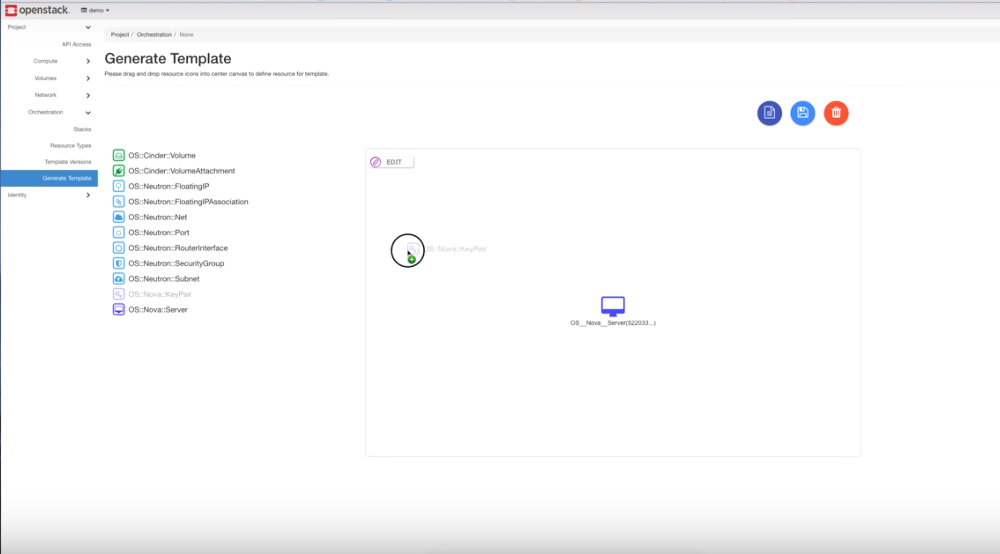 openstack.
demo
Project
API Access
Compute
Volumes
Network
Orchestration
Stacks
Resource Types
Template Versions
Generate Template
Identity
Project / Orchestration / None
Generate Template
Please drag and drop resource icons into center canvas to define resource for template.
OS::Cinder::Volume
OS::Cinder::VolumeAttachment
OS::Neutron::FloatingIP
OS::Neutron::FloatingIPAssociation
OS::Neutron::Net
OS::Neutron::Port
OS::Neutron::RouterInterface
OS::Neutron::SecurityGroup
OS::Neutron::Subnet
OS::Nova::KeyPair
OS::Nova::Server
EDIT
OS::Nova::KeyPair
OS__Nova__Server(522033...)